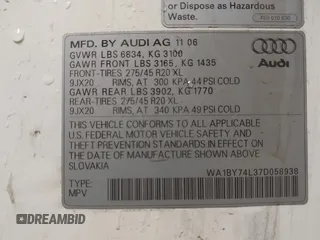 or Dispose as Hazardous
Waste.
MFD. BY AUDI AG 11 06
GVWR LBS 6834, KG 3100
GAWR FRONT LBS 3165, KG 1435
FRONT-TIRES 275/45 R20 XL
9JX20 RIMS, AT 300 KPA 44 PSI COLD
GAWR REAR LBS 3902, KG 1770
REAR-TIRES 275/45 R20 XL
9JX20 RIMS, AT 340 KPA 49 PSI COLD
THIS VEHICLE CONFORMS TO ALL APPLICABLE
U.S. FEDERAL MOTOR VEHICLE SAFETY AND
THEFT PREVENTION STANDARDS IN EFFECT ON THE
DATE OF MANUFACTURE SHOWN ABOVE.
SLOVAKIA
TYPE:
MPV
Audi
DREAMBID